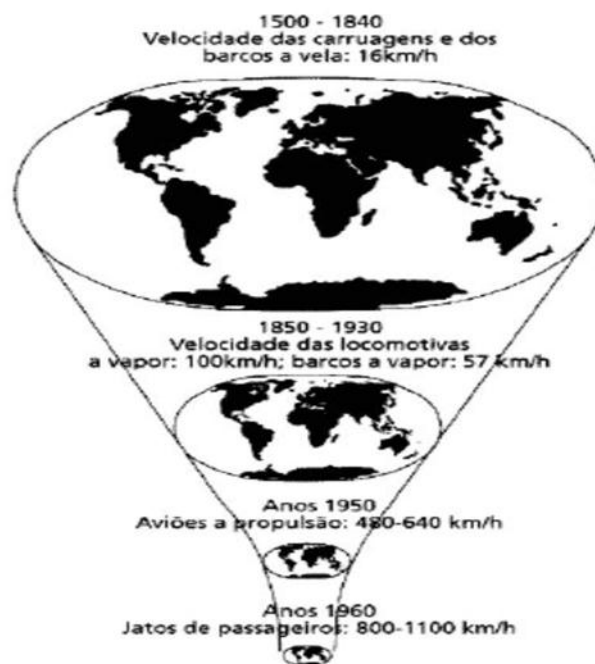 1500 - 1840
Velocidade das carruagens e dos
barcos a vela: 16km/h
1850 - 1930
Velocidade das locomotivas
a vapor: 100km/h; barcos a vapor: 57 km/h
Anos 1950
Aviões a propulsão: 480-640 km/h
Anos 1960
Jatos de passageiros: 800-1100 km/h